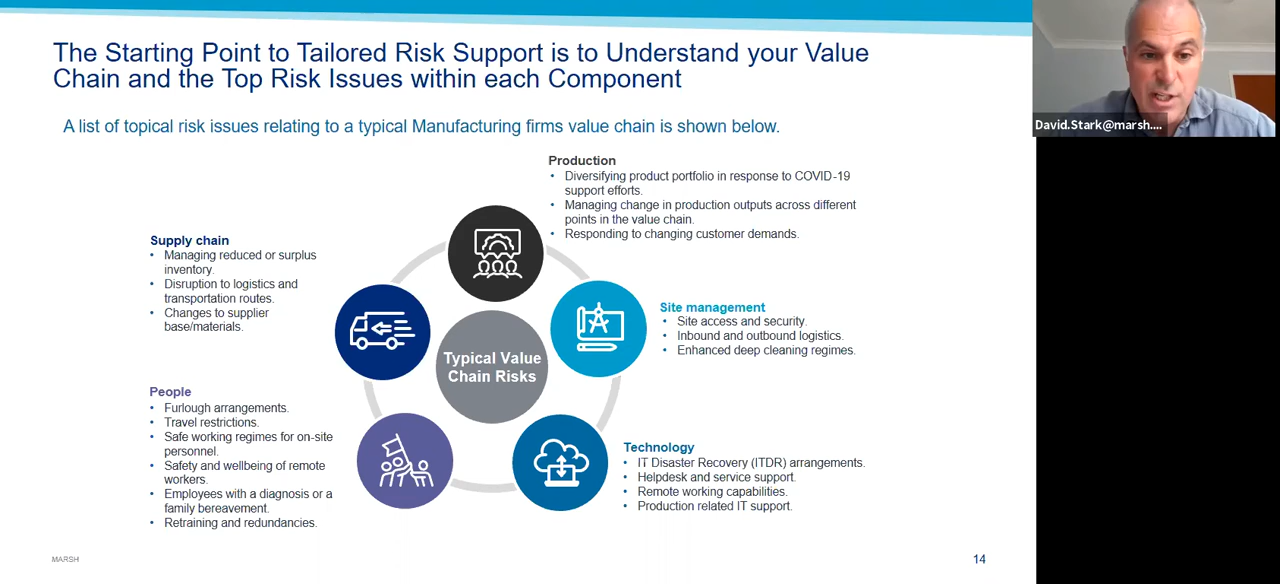 The Starting Point to Tailored Risk Support is to Understand your Value
Chain and the Top Risk Issues within each Component
A list of topical risk issues relating to a typical Manufacturing firms value chain is shown below.
David.Stark@marsh....
Production
• Diversifying product portfolio in response to COVID-19
support efforts.
• Managing change in production outputs across different
points in the value chain.
• Responding to changing customer demands.
Supply chain
• Managing reduced or surplus
inventory.
• Disruption to logistics and
transportation routes.
• Changes to supplier
base/materials.
Site management
• Site access and security.
• Inbound and outbound logistics.
• Enhanced deep cleaning regimes.
Typical Value
Chain Risks
People
• Furlough arrangements.
• Travel restrictions.
• Safe working regimes for on-site
personnel.
• Safety and wellbeing of remote
workers.
• Employees with a diagnosis or a
family bereavement.
• Retraining and redundancies.
Technology
• IT Disaster Recovery (ITDR) arrangements.
• Helpdesk and service support.
• Remote working capabilities.
• Production related IT support.
MARSH
14